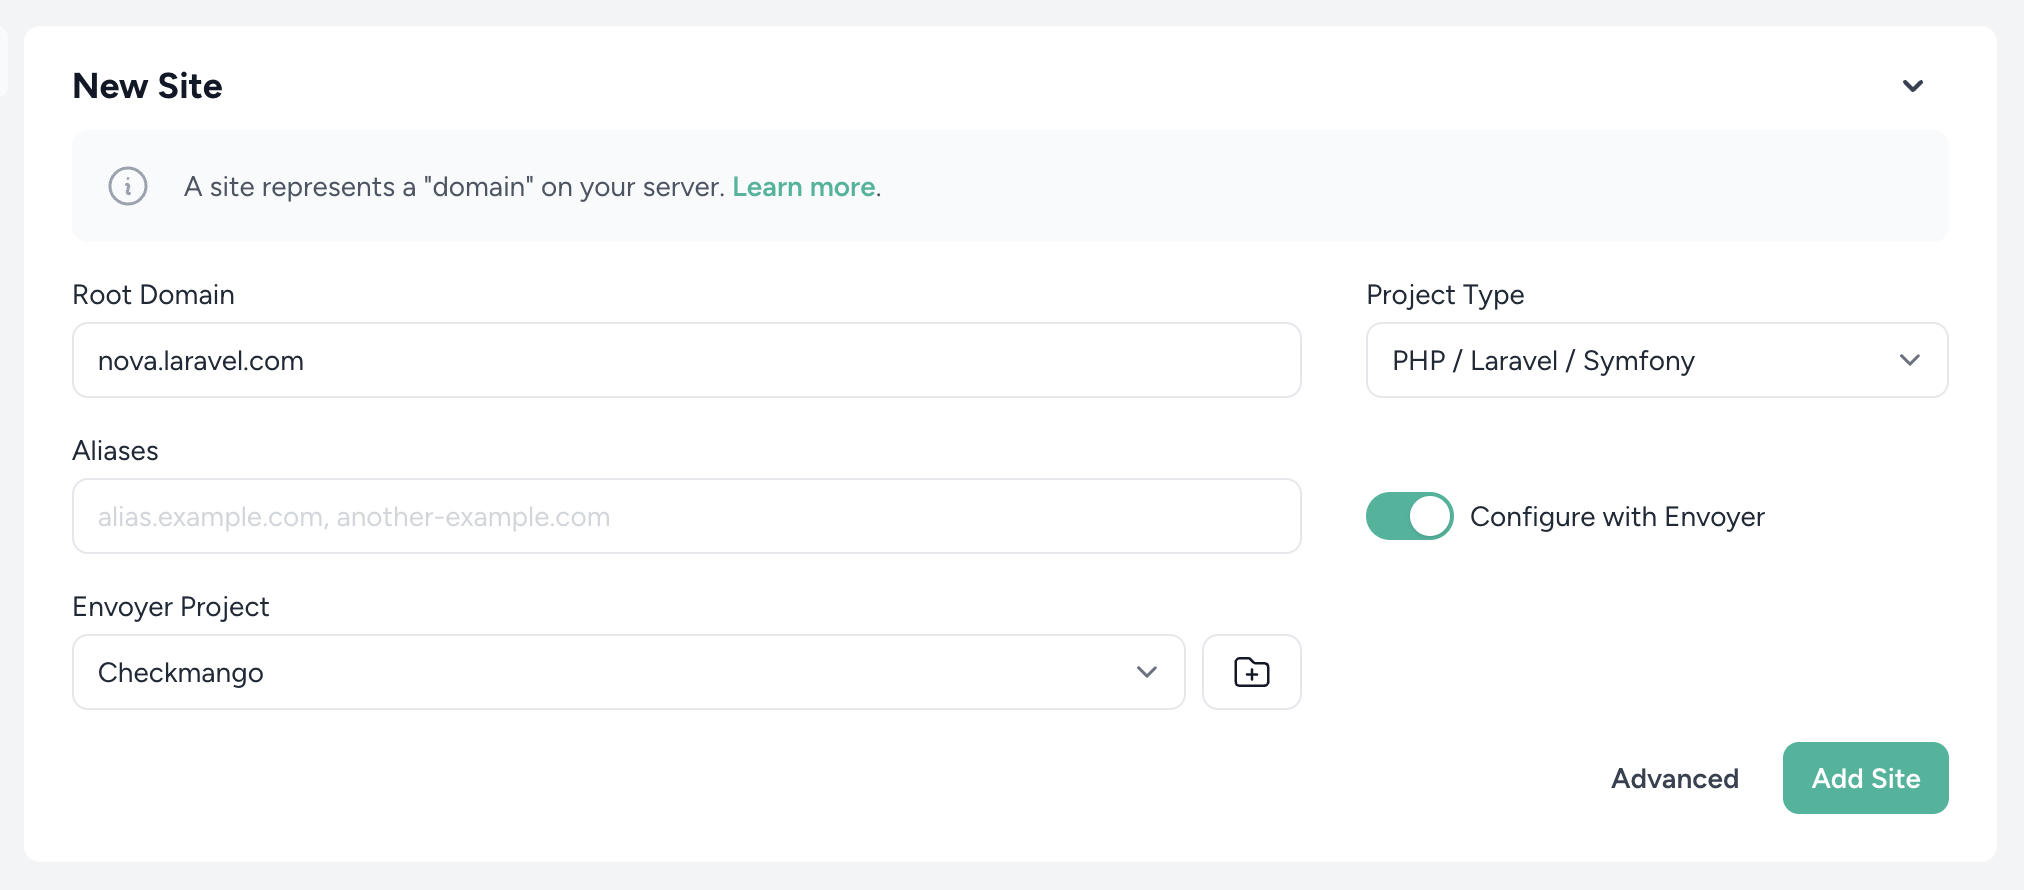 New Site
A site represents a "domain" on your server. Learn more.
Root Domain
Project Type
nova.laravel.com
PHP / Laravel / Symfony
Aliases
alias.example.com, another-example.com
Configure with Envoyer
Envoyer Project
Checkmango
Advanced
Add Site